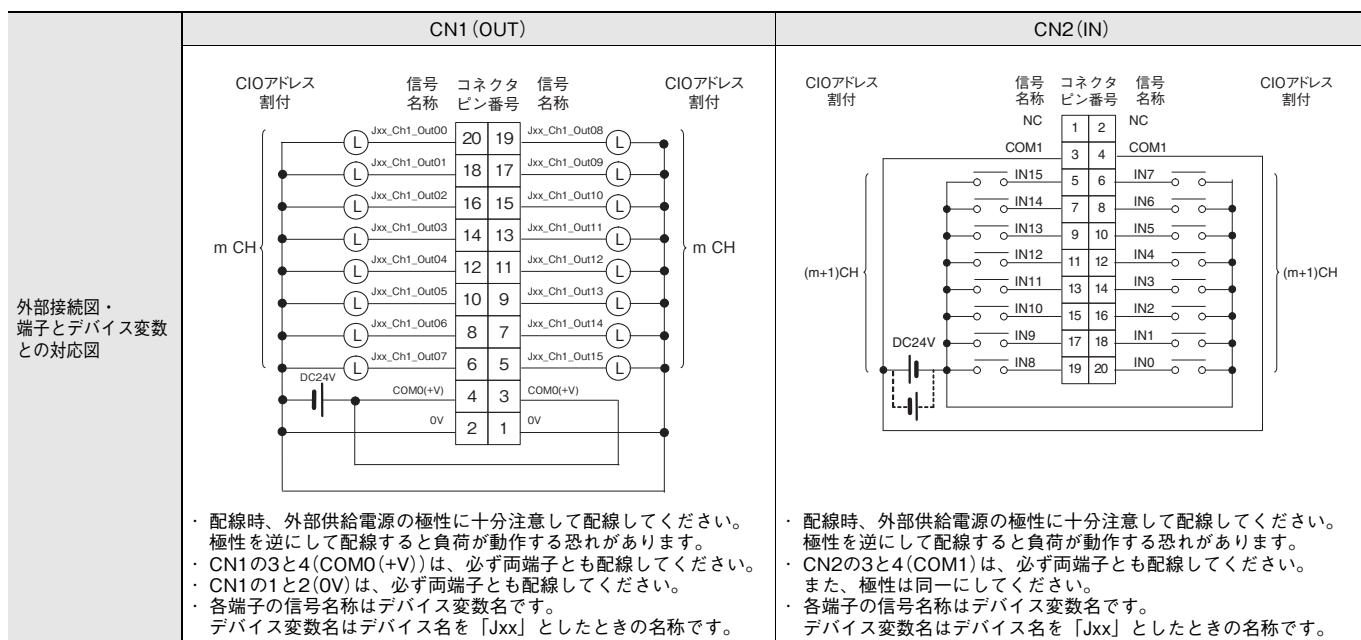 CN1(OUT)
CN2(IN)
外部接続図・
端子とデバイス変数
との対応図
CIOアドレス
割付
信号
名称
コネクタ
ピン番号
信号
名称
CIOアドレス
割付
m CH
m CH
L Jxx_Ch1_Out00 20 19 Jxx_Ch1_Out08 L
L Jxx_Ch1_Out01 18 17 Jxx_Ch1_Out09 L
L Jxx_Ch1_Out02 16 15 Jxx_Ch1_Out10 L
L Jxx_Ch1_Out03 14 13 Jxx_Ch1_Out11 L
L Jxx_Ch1_Out04 12 11 Jxx_Ch1_Out12 L
L Jxx_Ch1_Out05 10 9 Jxx_Ch1_Out13 L
L Jxx_Ch1_Out06 8 7 Jxx_Ch1_Out14 L
L Jxx_Ch1_Out07 6 5 Jxx_Ch1_Out15 L
DC24V
COM0(+V) 4 3 COM0(+V)
0V 2 1 0V
・ 配線時、外部供給電源の極性に十分注意して配線してください。
極性を逆にして配線すると負荷が動作する恐れがあります。
・ CN1の3と4(COM0(+V))は、必ず両端子とも配線してください。
・ CN1の1と2(0V)は、必ず両端子とも配線してください。
・ 各端子の信号名称はデバイス変数名です。
デバイス変数名はデバイス名を「Jxx」としたときの名称です。
CIOアドレス
割付
信号
名称
コネクタ
ピン番号
信号
名称
CIOアドレス
割付
NC 1 2 NC
COM1 3 4 COM1
IN15 5 6 IN7
IN14 7 8 IN6
IN13 9 10 IN5
IN12 11 12 IN4
(m+1)CH
(m+1)CH
IN11 13 14 IN3
IN10 15 16 IN2
IN9 17 18 IN1
DC24V
IN8 19 20 IN0
・ 配線時、外部供給電源の極性に十分注意して配線してください。
極性を逆にして配線すると負荷が動作する恐れがあります。
・ CN2の3と4(COM1)は、必ず両端子とも配線してください。
また、極性は同一にしてください。
・ 各端子の信号名称はデバイス変数名です。
デバイス変数名はデバイス名を「Jxx」としたときの名称です。